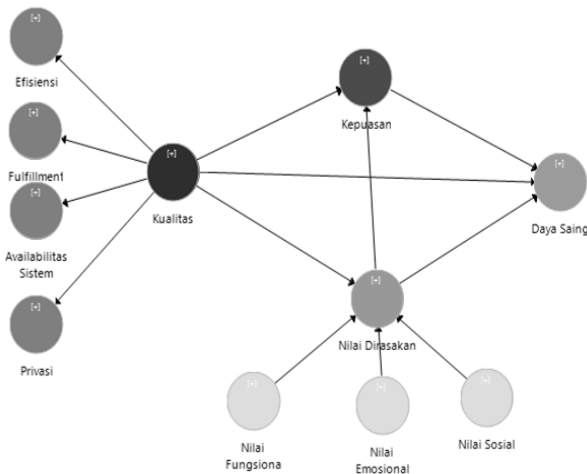 [+]
Efisiensi
[+]
Fulfillment
[+]
Availabilitas
Sistem
[+]
Privasi
[+]
Kualitas
[+]
Kepuasan
[+]
Daya Saing
[+]
Nilai Dirasakan
[+]
Nilai
Fungsiona
[+]
Nilai
Emosional
[+]
Nilai Sosial